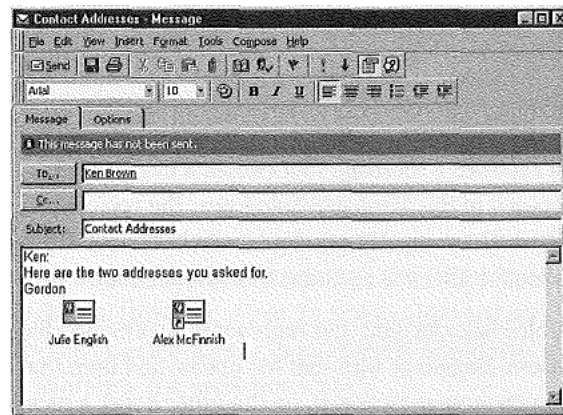 Contact Addresses - Message
File Edit View Insert Format Tools Compose Help
Send
Arial 10 B I U
Message Options
This message has not been sent.
To... Ken Brown
Cc...
Subject: Contact Addresses
Ken:
Here are the two addresses you asked for.
Gordon
Julie English Alex McFinnish